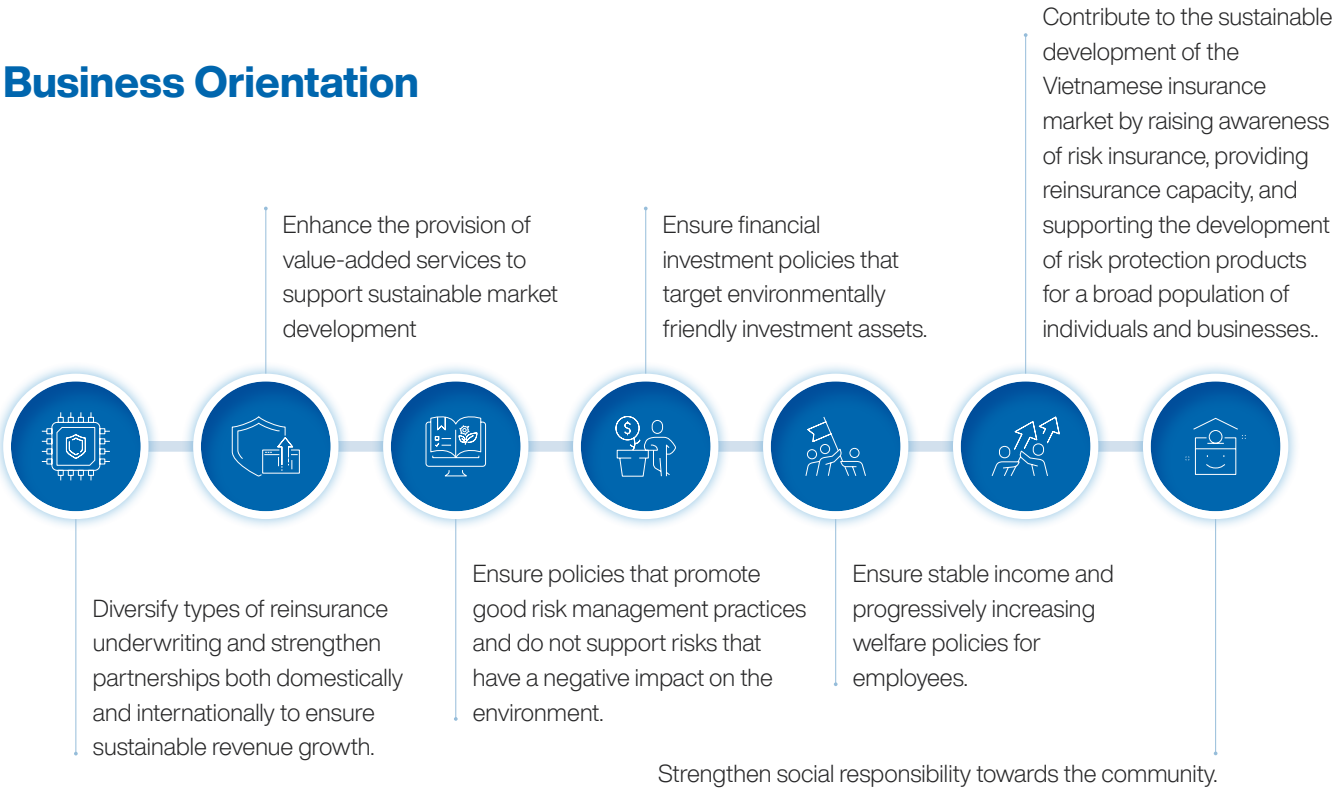 Business Orientation
Diversify types of reinsurance
underwriting and strengthen
partnerships both domestically
and internationally to ensure
sustainable revenue growth.
Enhance the provision of
value-added services to
support sustainable market
development
Ensure policies that promote
good risk management practices
and do not support risks that
have a negative impact on the
environment.
Ensure financial
investment policies that
target environmentally
friendly investment assets.
Ensure stable income and
progressively increasing
welfare policies for
employees.
Contribute to the sustainable
development of the
Vietnamese insurance
market by raising awareness
of risk insurance, providing
reinsurance capacity, and
supporting the development
of risk protection products
for a broad population of
individuals and businesses..
Strengthen social responsibility towards the community.
$